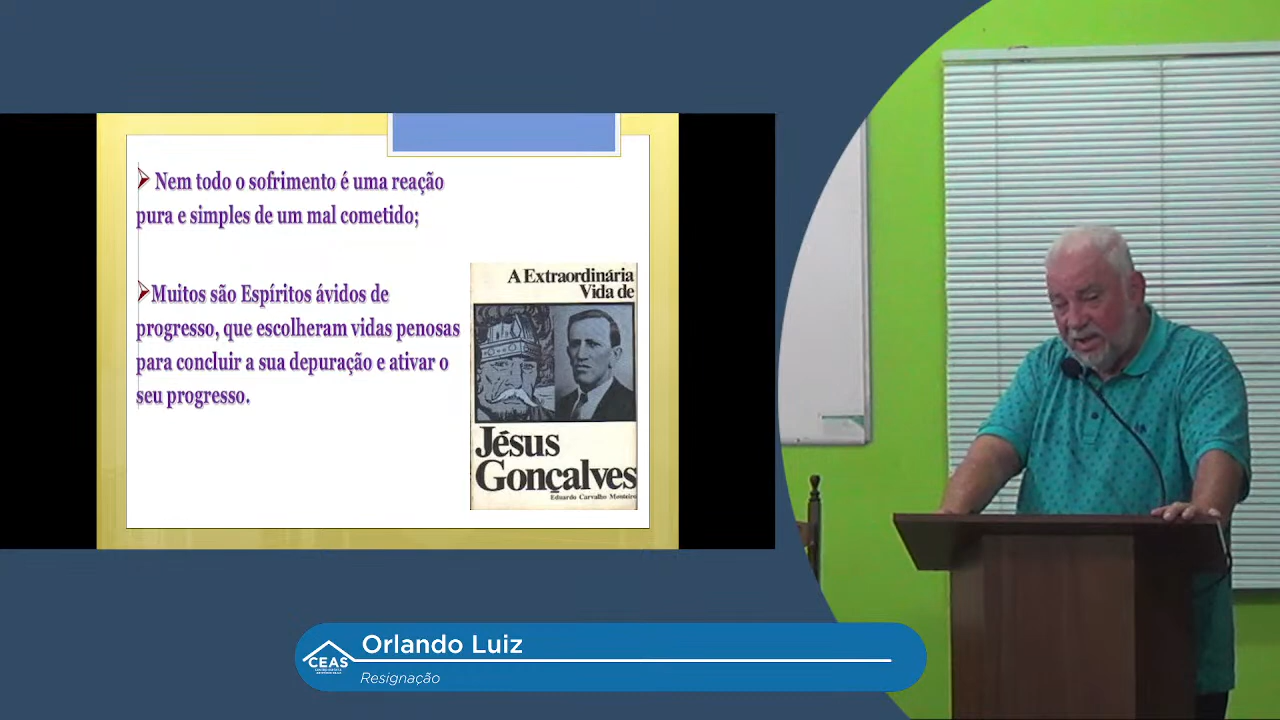 Nem todo o sofrimento é uma reação
pura e simples de um mal cometido;
Muitos são Espíritos ávidos de
progresso, que escolheram vidas penosas
para concluir a sua depuração e ativar o
seu progresso.
A Extraordinária
Vida de
Jésus
Gonçalves
Eduardo Carvalho Monteiro
Orlando Luiz
CEAS
Resignação